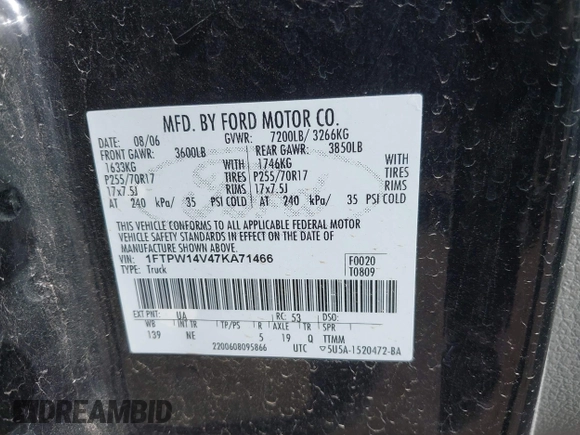 MFD. BY FORD MOTOR CO.
DATE: 08/06 GVWR: 7200LB/ 3266KG
FRONT GAWR: 3600LB REAR GAWR: 3850LB
1633KG WITH 1746KG WITH
P255/70R17 TIRES P255/70R17 TIRES
17x7.5J RIMS 17x7.5J RIMS
AT 240 kPa/ 35 PSI COLD AT 240 kPa/ 35 PSI COLD
THIS VEHICLE CONFORMS TO ALL APPLICABLE FEDERAL MOTOR
VEHICLE SAFETY STANDARDS IN EFFECT ON THE DATE OF
MANUFACTURE SHOWN ABOVE.
VIN: 1FTPW14V47KA71466 F0020
TYPE: Truck T0809
EXT PNT: UA RC: 53 DSO:
WB INT TR TP/PS R AXLE TR SPR
139 NE 5 19 Q TTMM
2200608095866 UTC ▽5U5A-1520472-BA
DREAMBID